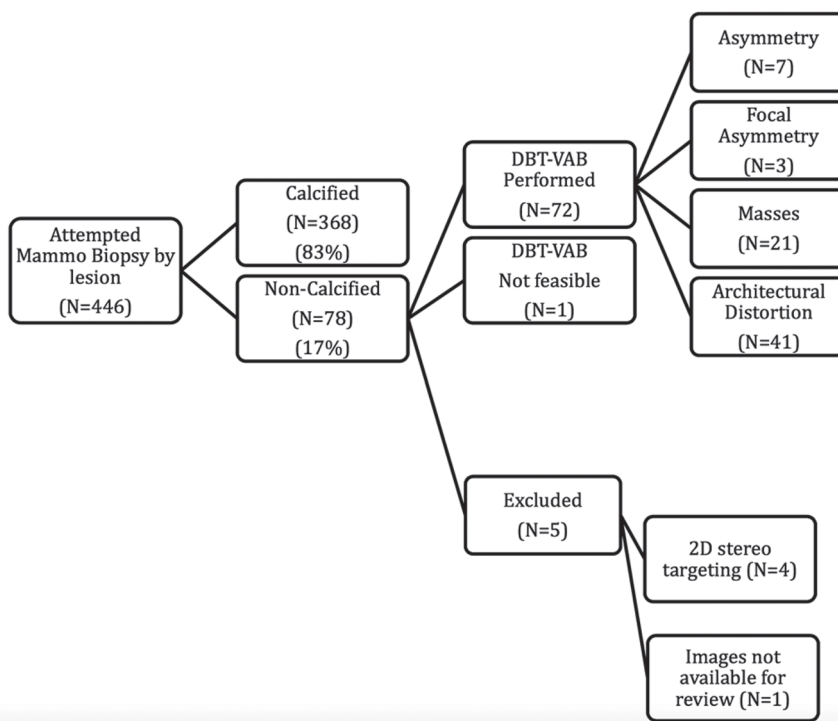 Attempted
Mammo Biopsy by
lesion
(N=446)
Calcified
(N=368)
(83%)
Non-Calcified
(N=78)
(17%)
DBT-VAB
Performed
(N=72)
DBT-VAB
Not feasible
(N=1)
Excluded
(N=5)
Asymmetry
(N=7)
Focal
Asymmetry
(N=3)
Masses
(N=21)
Architectural
Distortion
(N=41)
2D stereo
targeting (N=4)
Images not
available for
review (N=1)